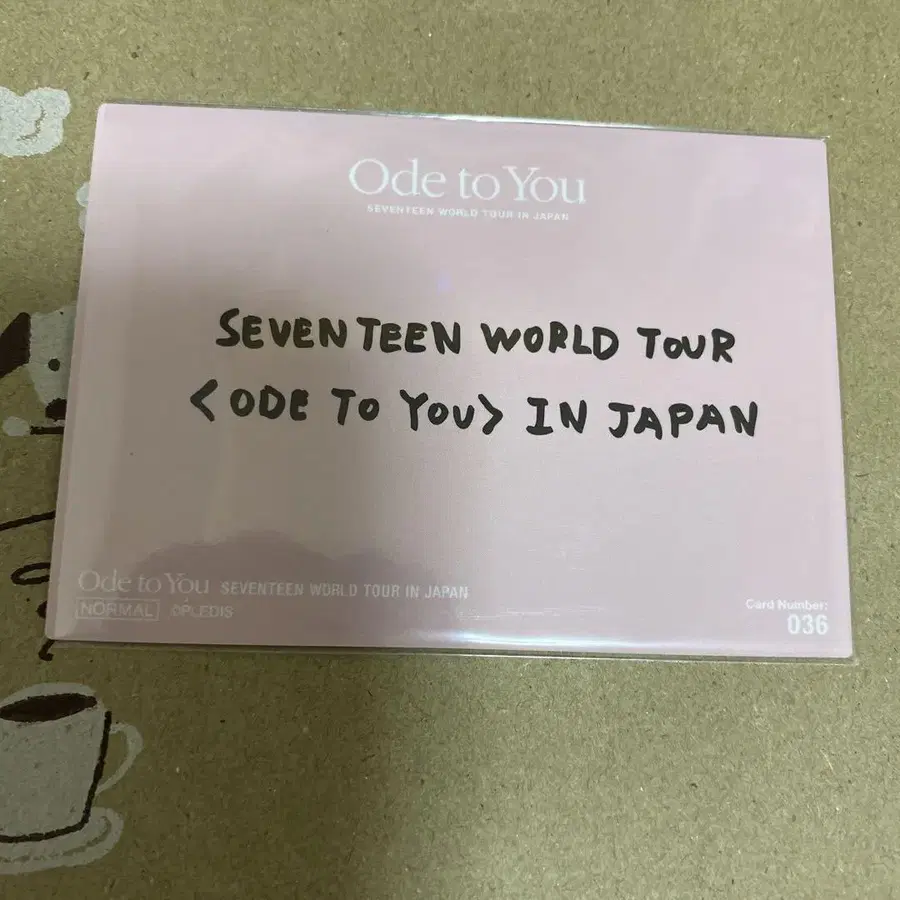 Ode to You
SEVENTEEN WORLD TOUR IN JAPAN
SEVENTEEN WORLD TOUR
<ODE TO YOU> IN JAPAN
Ode to You SEVENTEEN WORLD TOUR IN JAPAN
NORMAL ©PLEDIS
Card Number:
036